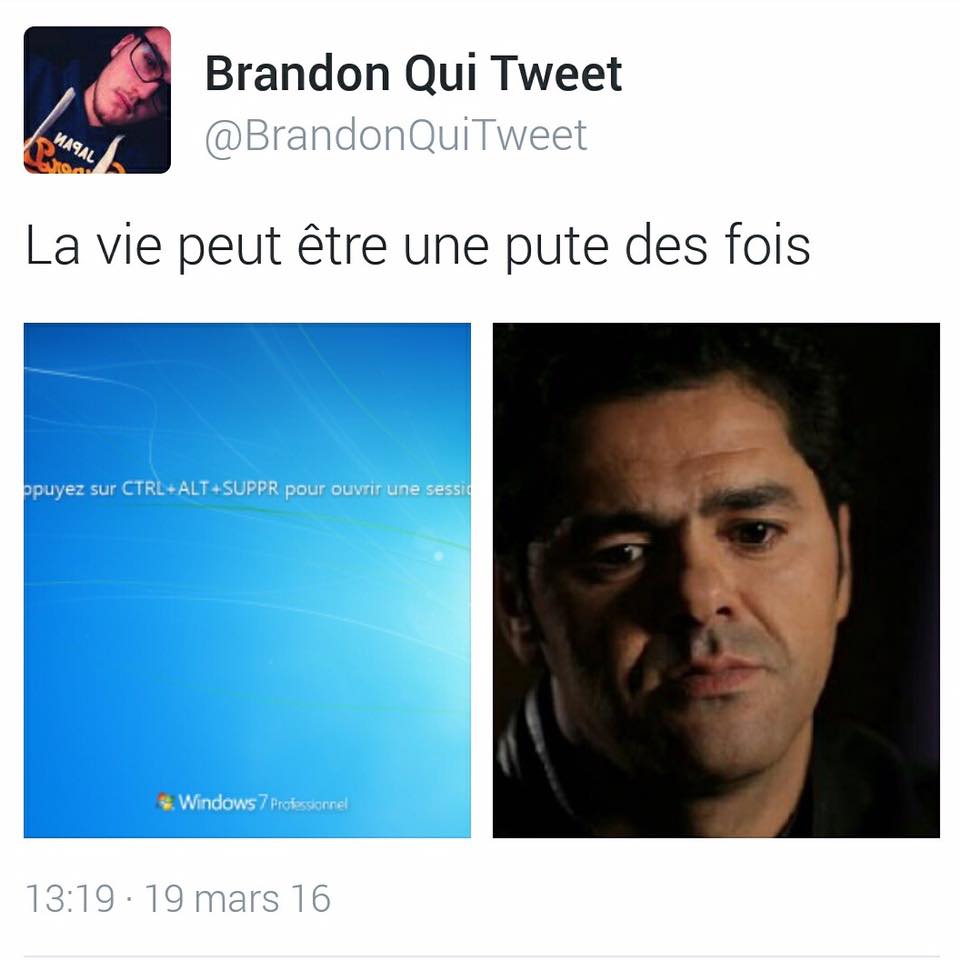 Brandon Qui Tweet
@BrandonQuiTweet
JAPAN
La vie peut être une pute des fois
ppuyez sur CTRL+ALT+SUPPR pour ouvrir une sessi
Windows 7 Professionnel
13:19 · 19 mars 16